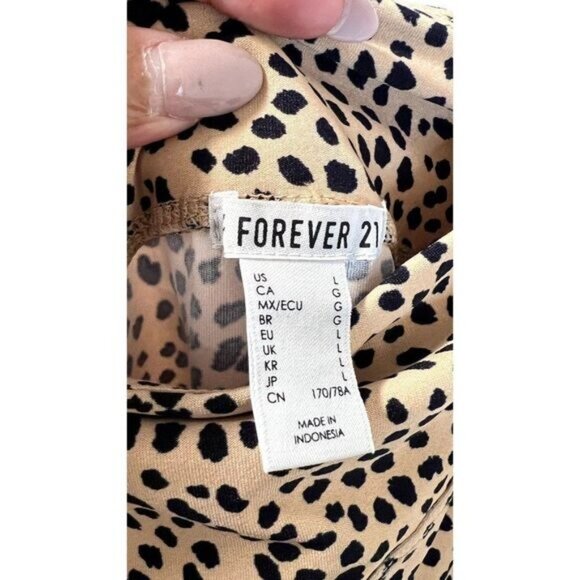 FOREVER 21
US L
CA G
MX/ECU G
BR G
EU L
UK L
KR L
JP L
CN 170/78A
MADE IN
INDONESIA